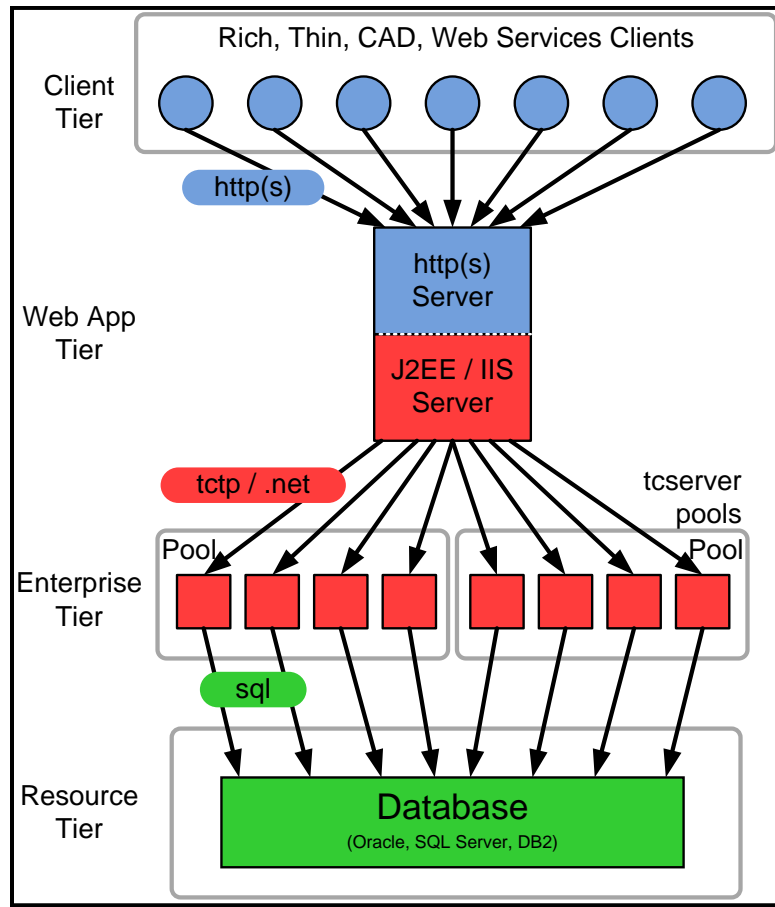 Rich, Thin, CAD, Web Services Clients
Client
Tier
http(s)
http(s)
Server
Web App
Tier
J2EE / IIS
Server
tctp / .net
tcserver
pools
Pool
Pool
Enterprise
Tier
sql
Resource
Tier
Database
(Oracle, SQL Server, DB2)